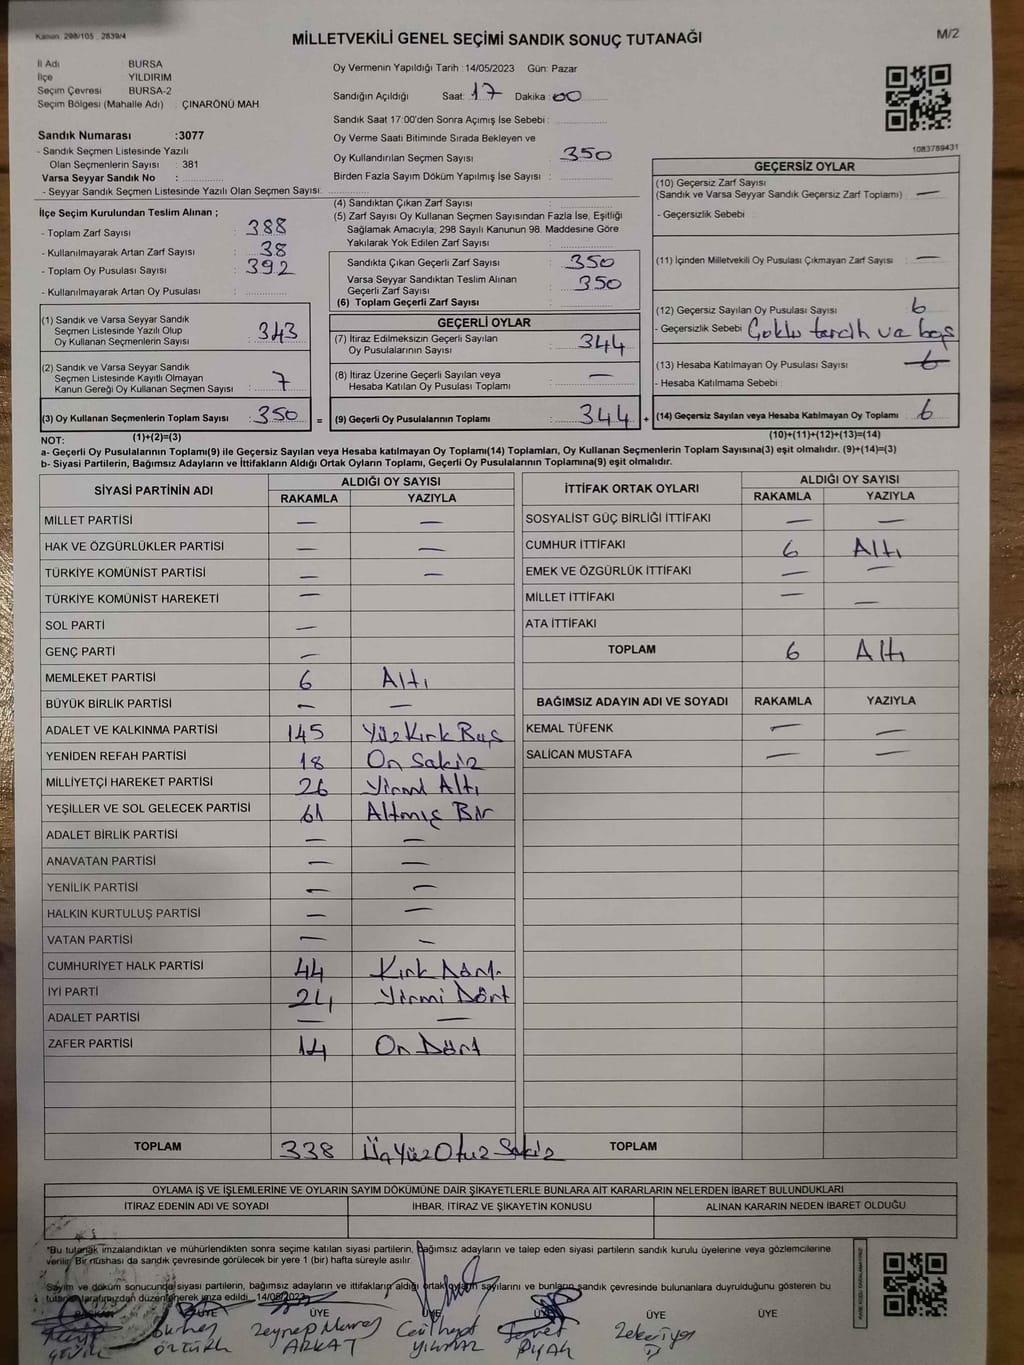 Kanun 298/105 2839/4
MİLLETVEKİLİ GENEL SEÇİMİ SANDIK SONUÇ TUTANAĞI
M/2
İl Adı BURSA
İlçe YILDIRIM
Seçim Çevresi BURSA-2
Seçim Bölgesi (Mahalle Adı) : ÇINARÖNÜ MAH.
Sandık Numarası :3077
- Sandık Seçmen Listesinde Yazılı
Olan Seçmenlerin Sayısı : 381
Varsa Seyyar Sandık No :
- Seyyar Sandık Seçmen Listesinde Yazılı Olan Seçmen Sayısı:
Oy Vermenin Yapıldığı Tarih :14/05/2023 Gün: Pazar
Sandığın Açıldığı Saat: 17 Dakika: 00
Sandık Saat 17:00'den Sonra Açımış İse Sebebi :
Oy Verme Saati Bitiminde Sırada Bekleyen ve
Oy Kullandırılan Seçmen Sayısı : 350
Birden Fazla Sayım Döküm Yapılmış İse Sayısı :
1083789431
İlçe Seçim Kurulundan Teslim Alınan ;
- Toplam Zarf Sayısı : 388
- Kullanılmayarak Artan Zarf Sayısı : 38
- Toplam Oy Pusulası Sayısı : 392
- Kullanılmayarak Artan Oy Pusulası :
(4) Sandıktan Çıkan Zarf Sayısı :
(5) Zarf Sayısı Oy Kullanan Seçmen Sayısından Fazla İse, Eşitliği
Sağlamak Amacıyla, 298 Sayılı Kanunun 98. Maddesine Göre
Yakılarak Yok Edilen Zarf Sayısı :
Sandıkta Çıkan Geçerli Zarf Sayısı : 350
Varsa Seyyar Sandıktan Teslim Alınan
Geçerli Zarf Sayısı : 350
(6) Toplam Geçerli Zarf Sayısı :
GEÇERSİZ OYLAR
(10) Geçersiz Zarf Sayısı
(Sandık ve Varsa Seyyar Sandık Geçersiz Zarf Toplamı) : —
- Geçersizlik Sebebi :
(11) İçinden Milletvekili Oy Pusulası Çıkmayan Zarf Sayısı : —
(12) Geçersiz Sayılan Oy Pusulası Sayısı : 6
- Geçersizlik Sebebi : Çoklu tercih ve boş
(13) Hesaba Katılmayan Oy Pusulası Sayısı : 6
- Hesaba Katılmama Sebebi :
(1) Sandık ve Varsa Seyyar Sandık
Seçmen Listesinde Yazılı Olup
Oy Kullanan Seçmenlerin Sayısı : 343
(2) Sandık ve Varsa Seyyar Sandık
Seçmen Listesinde Kayıtlı Olmayan
Kanun Gereği Oy Kullanan Seçmen Sayısı : 7
GEÇERLİ OYLAR
(7) İtiraz Edilmeksizin Geçerli Sayılan
Oy Pusulalarının Sayısı : 344
(8) İtiraz Üzerine Geçerli Sayılan veya
Hesaba Katılan Oy Pusulası Toplamı : —
(3) Oy Kullanan Seçmenlerin Toplam Sayısı : 350 = (9) Geçerli Oy Pusulalarının Toplamı : 344 + (14) Geçersiz Sayılan veya Hesaba Katılmayan Oy Toplamı : 6
NOT: (1)+(2)=(3) (10)+(11)+(12)+(13)=(14)
a- Geçerli Oy Pusulalarının Toplamı(9) ile Geçersiz Sayılan veya Hesaba katılmayan Oy Toplamı(14) Toplamları, Oy Kullanan Seçmenlerin Toplam Sayısına(3) eşit olmalıdır. (9)+(14)=(3)
b- Siyasi Partilerin, Bağımsız Adayların ve İttifakların Aldığı Ortak Oyların Toplamı, Geçerli Oy Pusulalarının Toplamına(9) eşit olmalıdır.
SİYASİ PARTİNİN ADI ALDIĞI OY SAYISI
RAKAMLA YAZIYLA
MİLLET PARTİSİ — —
HAK VE ÖZGÜRLÜKLER PARTİSİ — —
TÜRKİYE KOMÜNİST PARTİSİ — —
TÜRKİYE KOMÜNİST HAREKETİ —
SOL PARTİ —
GENÇ PARTİ —
MEMLEKET PARTİSİ 6 Altı
BÜYÜK BİRLİK PARTİSİ — —
ADALET VE KALKINMA PARTİSİ 145 Yüz Kırk Beş
YENİDEN REFAH PARTİSİ 18 On Sekiz
MİLLİYETÇİ HAREKET PARTİSİ 26 Yirmi Altı
YEŞİLLER VE SOL GELECEK PARTİSİ 61 Altmış Bir
ADALET BİRLİK PARTİSİ — —
ANAVATAN PARTİSİ — —
YENİLİK PARTİSİ — —
HALKIN KURTULUŞ PARTİSİ — —
VATAN PARTİSİ — —
CUMHURİYET HALK PARTİSİ 44 Kırk Dört
İYİ PARTİ 24 Yirmi Dört
ADALET PARTİSİ — —
ZAFER PARTİSİ 14 On Dört
TOPLAM 338 Üç Yüz Otuz Sekiz
İTTİFAK ORTAK OYLARI ALDIĞI OY SAYISI
RAKAMLA YAZIYLA
SOSYALİST GÜÇ BİRLİĞİ İTTİFAKI — —
CUMHUR İTTİFAKI 6 Altı
EMEK VE ÖZGÜRLÜK İTTİFAKI — —
MİLLET İTTİFAKI — —
ATA İTTİFAKI
TOPLAM 6 Altı
BAĞIMSIZ ADAYIN ADI VE SOYADI RAKAMLA YAZIYLA
KEMAL TÜFENK — —
SALİCAN MUSTAFA — —
TOPLAM
OYLAMA İŞ VE İŞLEMLERİNE VE OYLARIN SAYIM DÖKÜMÜNE DAİR ŞİKAYETLERLE BUNLARA AİT KARARLARIN NELERDEN İBARET BULUNDUKLARI
İTİRAZ EDENİN ADI VE SOYADI İHBAR, İTİRAZ VE ŞİKAYETİN KONUSU ALINAN KARARIN NEDEN İBARET OLDUĞU
*Bu tutanak imzalandıktan ve mühürlendikten sonra seçime katılan siyasi partilerin, bağımsız adayların ve talep eden siyasi partilerin sandık kurulu üyelerine veya gözlemcilerine
verilir. Bir nüshası da sandık çevresinde görülecek bir yere 1 (bir) hafta süreyle asılır.
Sayım ve döküm sonucunda siyasi partilerin, bağımsız adayların ve ittifakların aldığı ortak oyların sayılarını ve bunların sandık çevresinde bulunanlara duyrulduğunu gösteren bu
tutanak tarafımızdan düzenlenerek imza edildi. 14/05/2023
BAŞKAN ÜYE ÜYE ÜYE ÜYE ÜYE
ÖZTÜRK Zeynep ARKAT YILMAZ Zekeriya